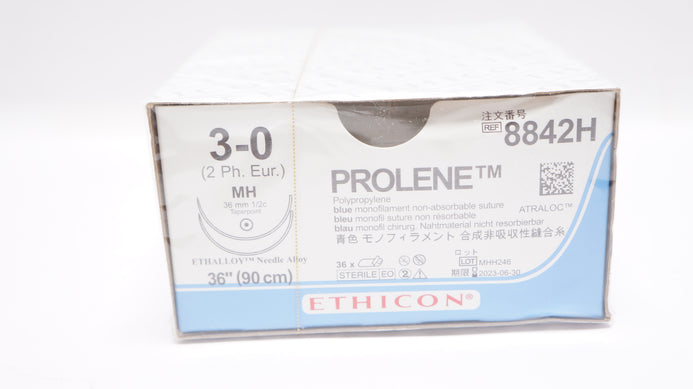 3-0
(2 Ph. Eur.)
MH
36 mm 1/2c
Taperpoint
ETHALLOY™ Needle Alloy
36" (90 cm)
注文番号
REF 8842H
PROLENE™
Polypropylene
blue monofilament non-absorbable suture
bleu monofil suture non résorbable
blau monofil chirurg. Nahtmaterial nicht resorbierbar
青色 モノフィラメント 合成非吸収性縫合糸
ATRALOC™
36 x
STERILE EO
2
ロット
LOT MHH246
期限 2023-06-30
ETHICON®